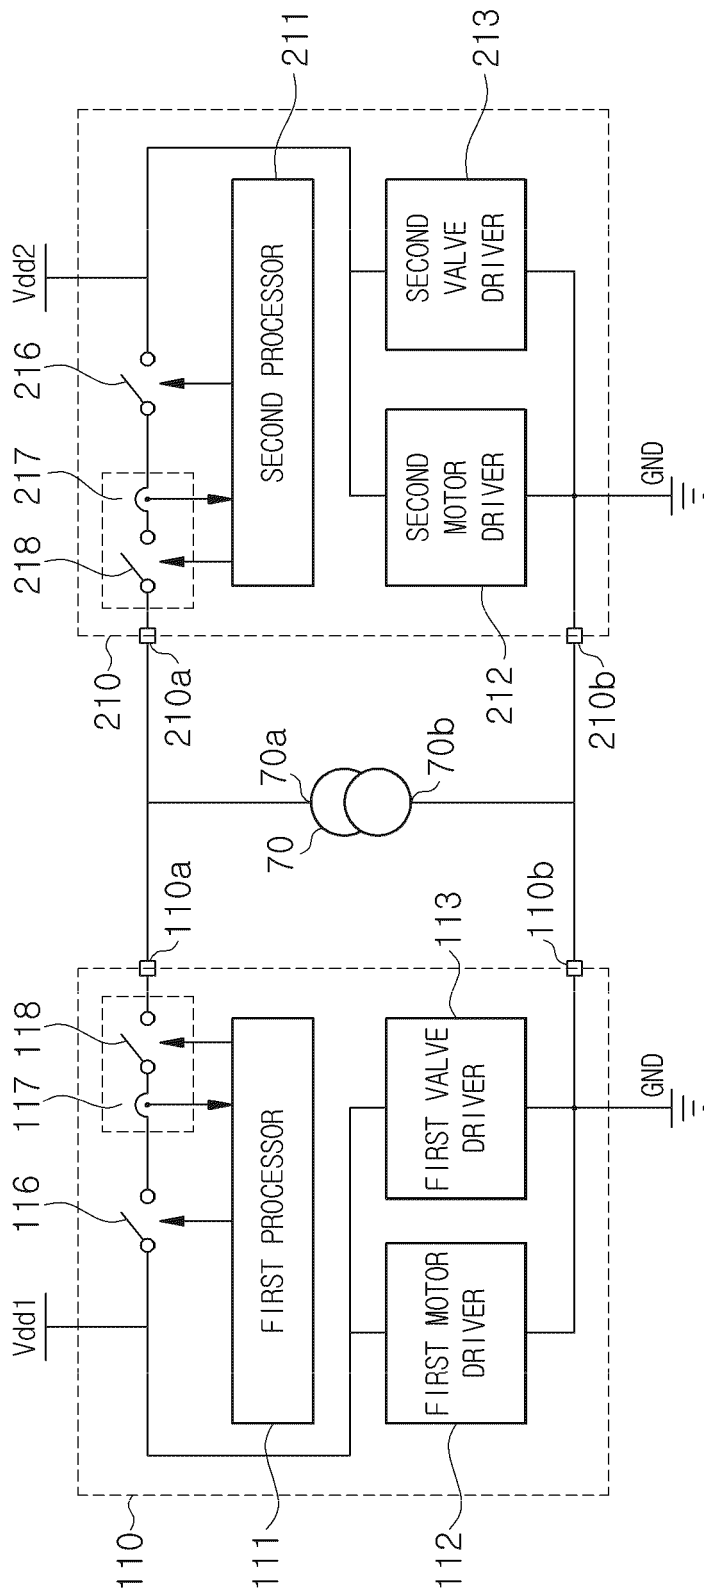 Vdd1
Vdd2
110
116
117
118
110a
210
218
217
216
210a
70a
70
70b
111
FIRST PROCESSOR
SECOND PROCESSOR
211
112
FIRST MOTOR
DRIVER
FIRST VALVE
DRIVER
113
110b
212
SECOND
MOTOR
DRIVER
SECOND
VALVE
DRIVER
213
210b
GND
GND